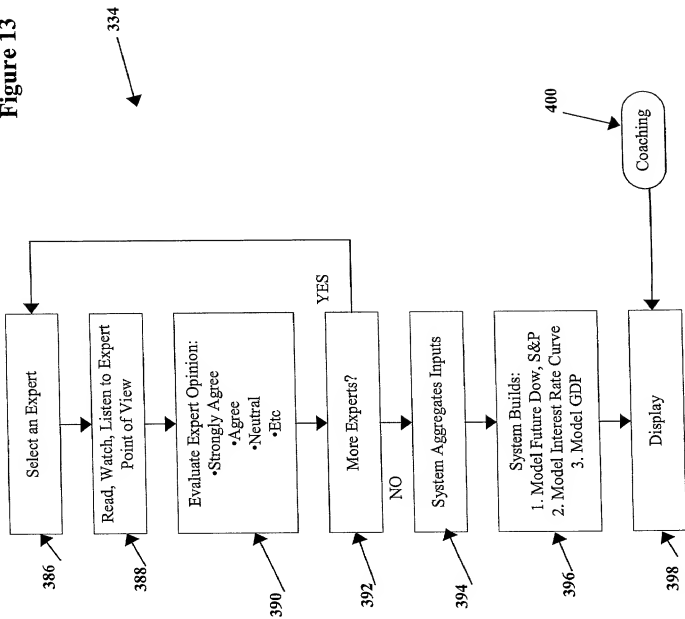 Figure 13
334
Select an Expert
386
Read, Watch, Listen to Expert
Point of View
388
Evaluate Expert Opinion:
•Strongly Agree
•Agree
•Neutral
•Etc
390
YES
More Experts?
392
NO
System Aggregates Inputs
394
System Builds:
1. Model Future Dow, S&P
2. Model Interest Rate Curve
3. Model GDP
396
400
Coaching
Display
398